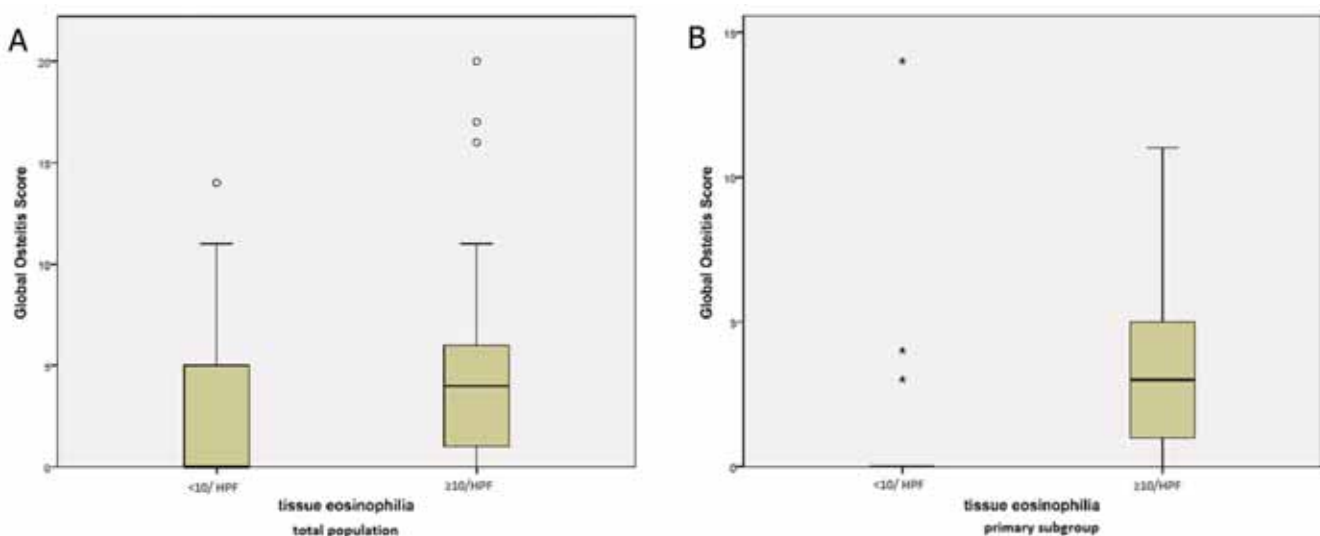 A
Global Osteitis Score
20
15
10
5
0
<10/ HPF
≥10/HPF
tissue eosinophilia
total population
B
Global Osteitis Score
15
10
5
0
<10/ HPF
≥10/HPF
tissue eosinophilia
primary subgroup